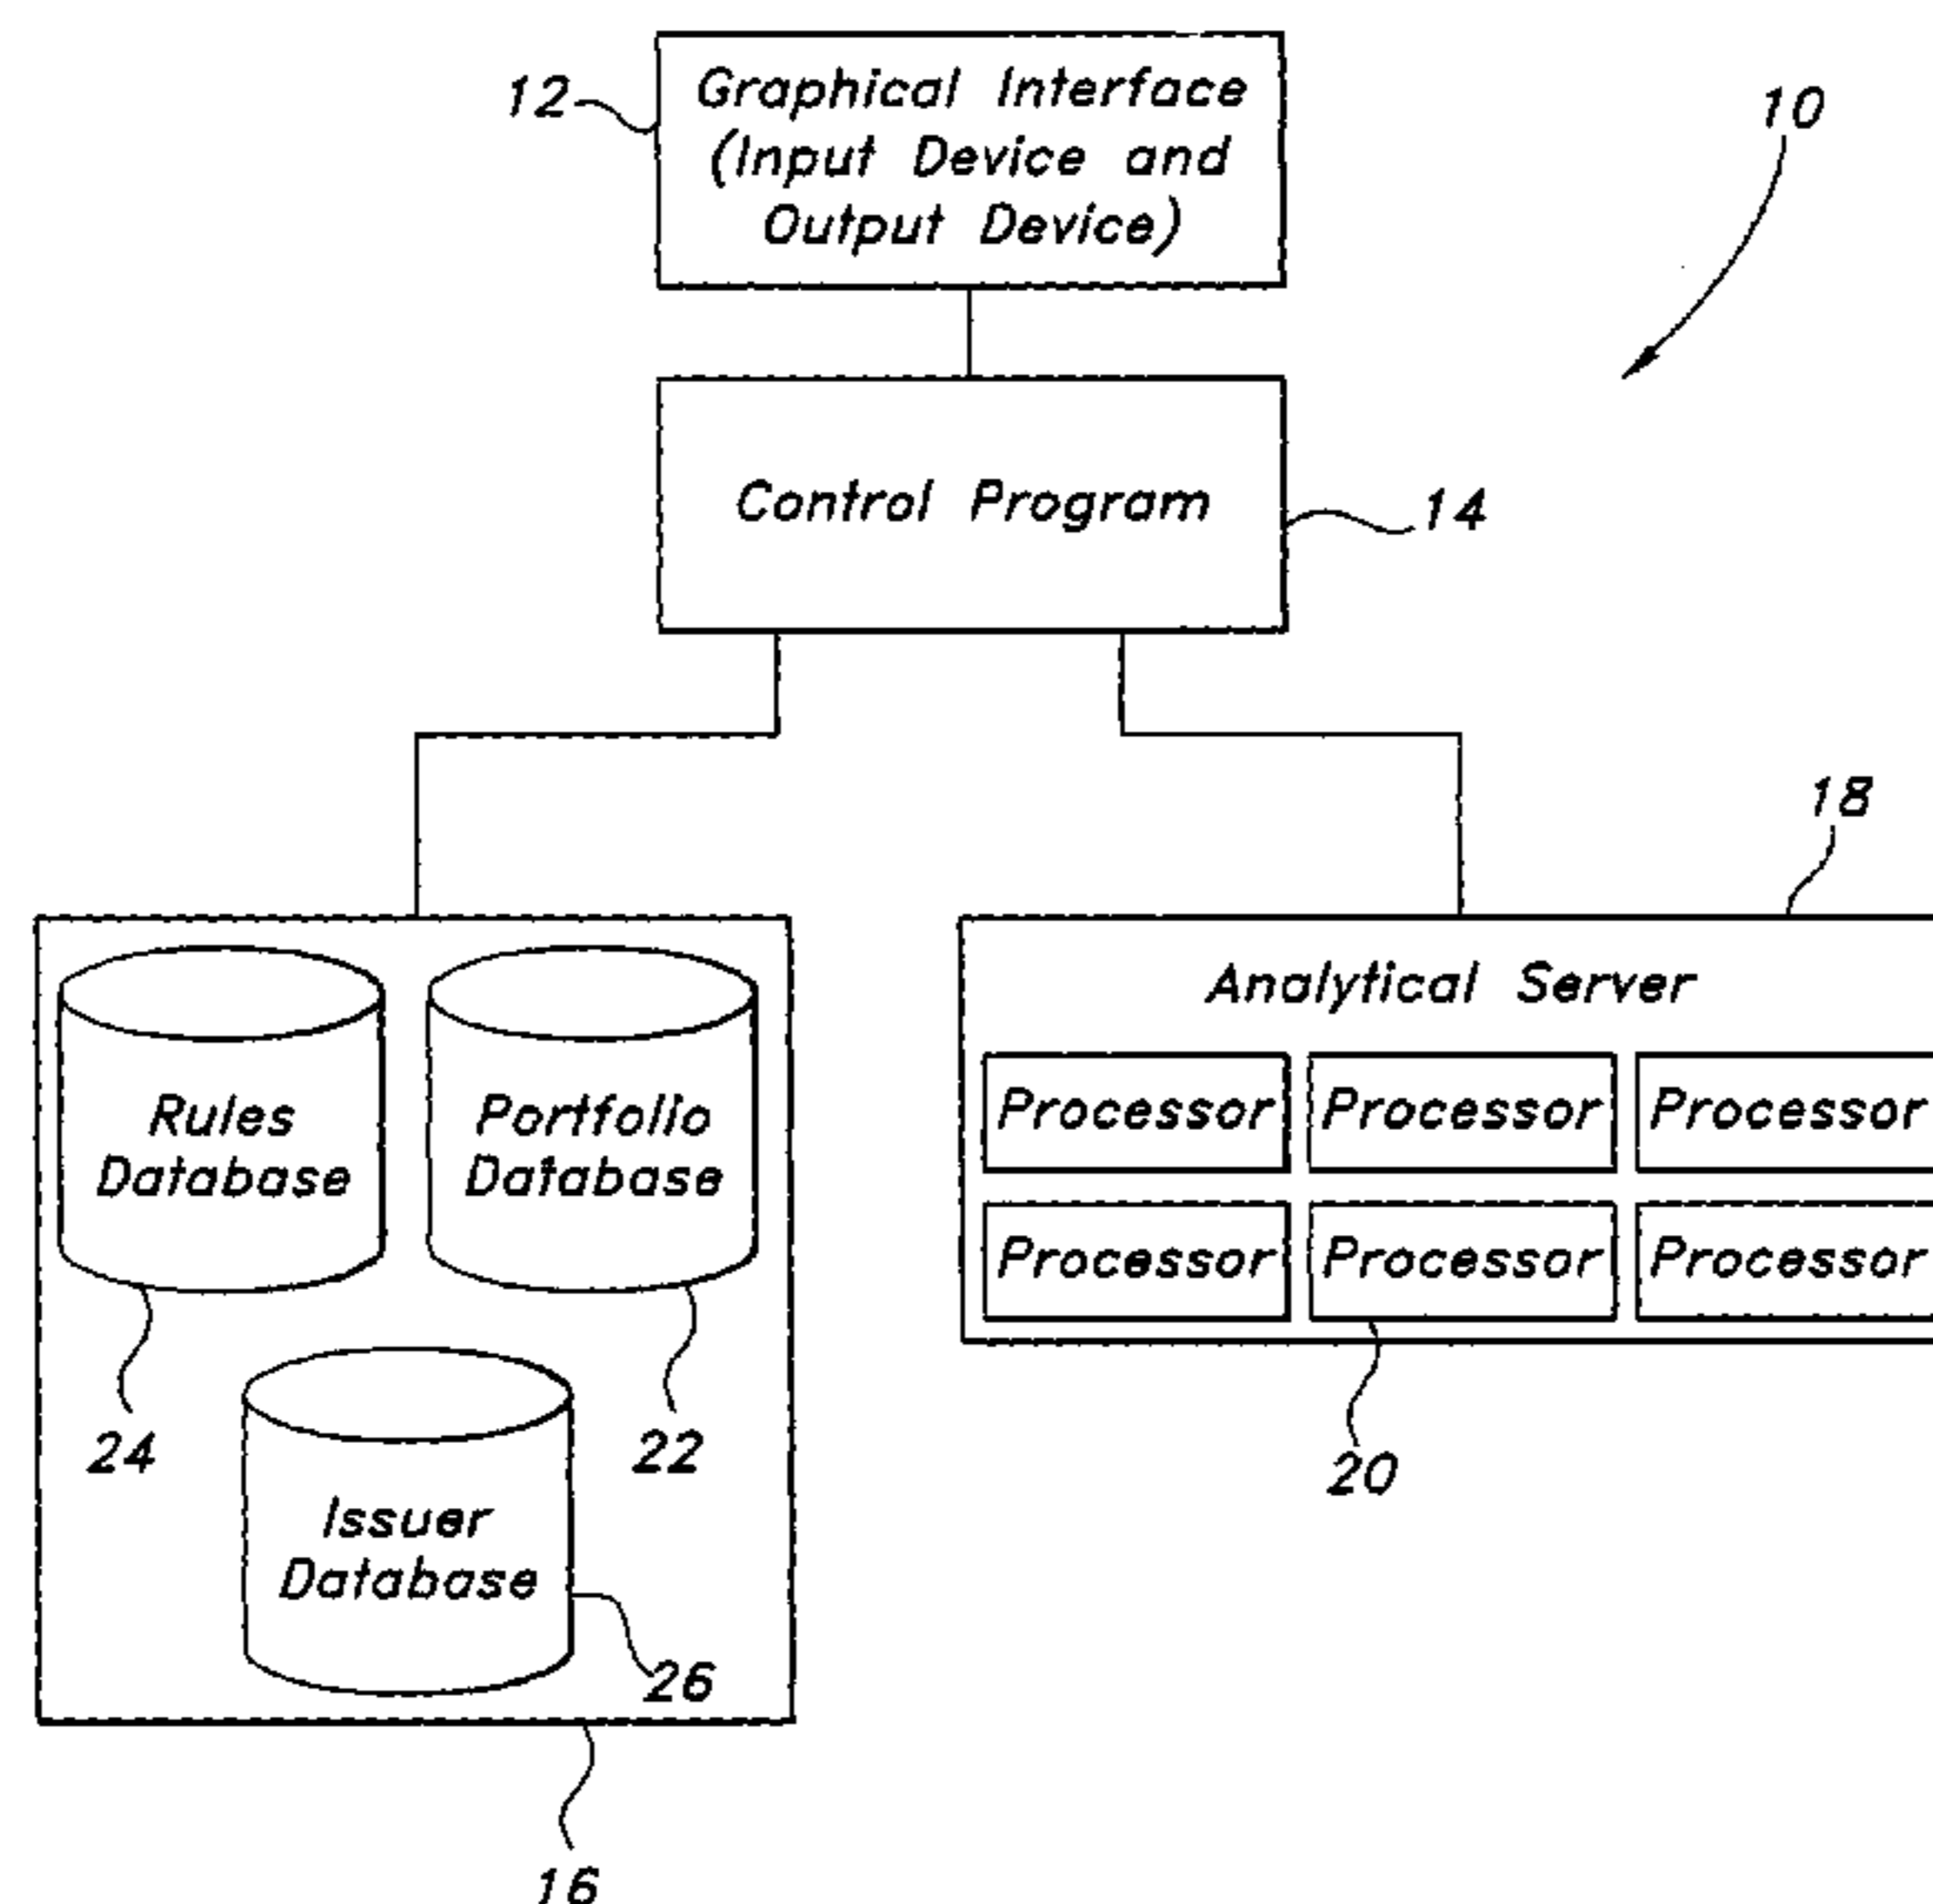 12
Graphical Interface
(Input Device and
Output Device)
10
Control Program
14
18
Analytical Server
Processor Processor Processor
Processor Processor Processor
20
Rules
Database
Portfolio
Database
24
22
Issuer
Database
26
16